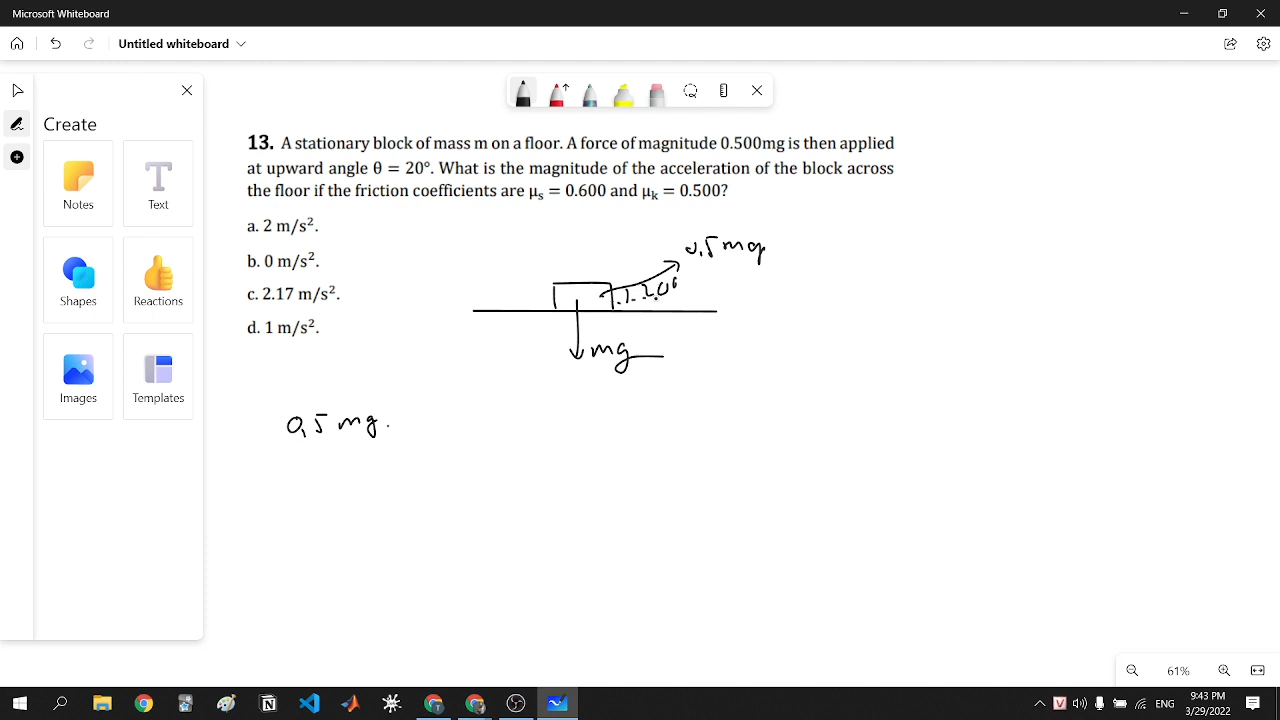 Microsoft Whiteboard
Untitled whiteboard
Create
Notes
Text
Shapes
Reactions
Images
Templates
13. A stationary block of mass m on a floor. A force of magnitude 0.500mg is then applied
at upward angle θ = 20°. What is the magnitude of the acceleration of the block across
the floor if the friction coefficients are μₛ = 0.600 and μₖ = 0.500?
a. 2 m/s².
b. 0 m/s².
c. 2.17 m/s².
d. 1 m/s².
0,5 mg
mg
0,5 mg.
61%
ENG
9:43 PM
3/29/2022